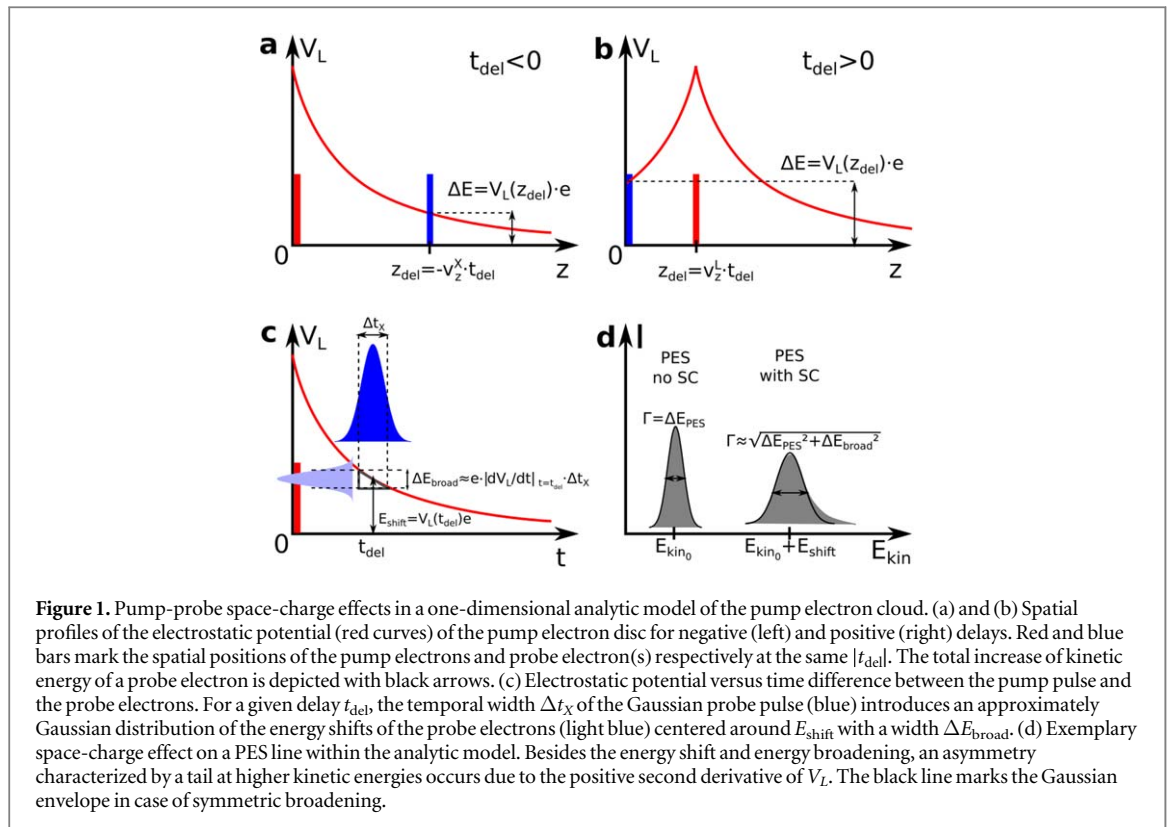 a
V_L
t_del<0
ΔE=V_L(z_del)·e
0
z_del=-v_z^X·t_del
z
b
V_L
t_del>0
ΔE=V_L(z_del)·e
0
z_del=v_z^L·t_del
z
c
V_L
Δt_X
ΔE_broad≈e·|dV_L/dt|_t=t_del·Δt_X
E_shift=V_L(t_del)e
0
t_del
t
d
I
PES
no SC
PES
with SC
Γ=ΔE_PES
Γ≈√ΔE_PES²+ΔE_broad²
E_kin₀
E_kin₀+E_shift
E_kin
Figure 1. Pump-probe space-charge effects in a one-dimensional analytic model of the pump electron cloud. (a) and (b) Spatial
profiles of the electrostatic potential (red curves) of the pump electron disc for negative (left) and positive (right) delays. Red and blue
bars mark the spatial positions of the pump electrons and probe electron(s) respectively at the same |t_del|. The total increase of kinetic
energy of a probe electron is depicted with black arrows. (c) Electrostatic potential versus time difference between the pump pulse and
the probe electrons. For a given delay t_del, the temporal width Δt_X of the Gaussian probe pulse (blue) introduces an approximately
Gaussian distribution of the energy shifts of the probe electrons (light blue) centered around E_shift with a width ΔE_broad. (d) Exemplary
space-charge effect on a PES line within the analytic model. Besides the energy shift and energy broadening, an asymmetry
characterized by a tail at higher kinetic energies occurs due to the positive second derivative of V_L. The black line marks the Gaussian
envelope in case of symmetric broadening.